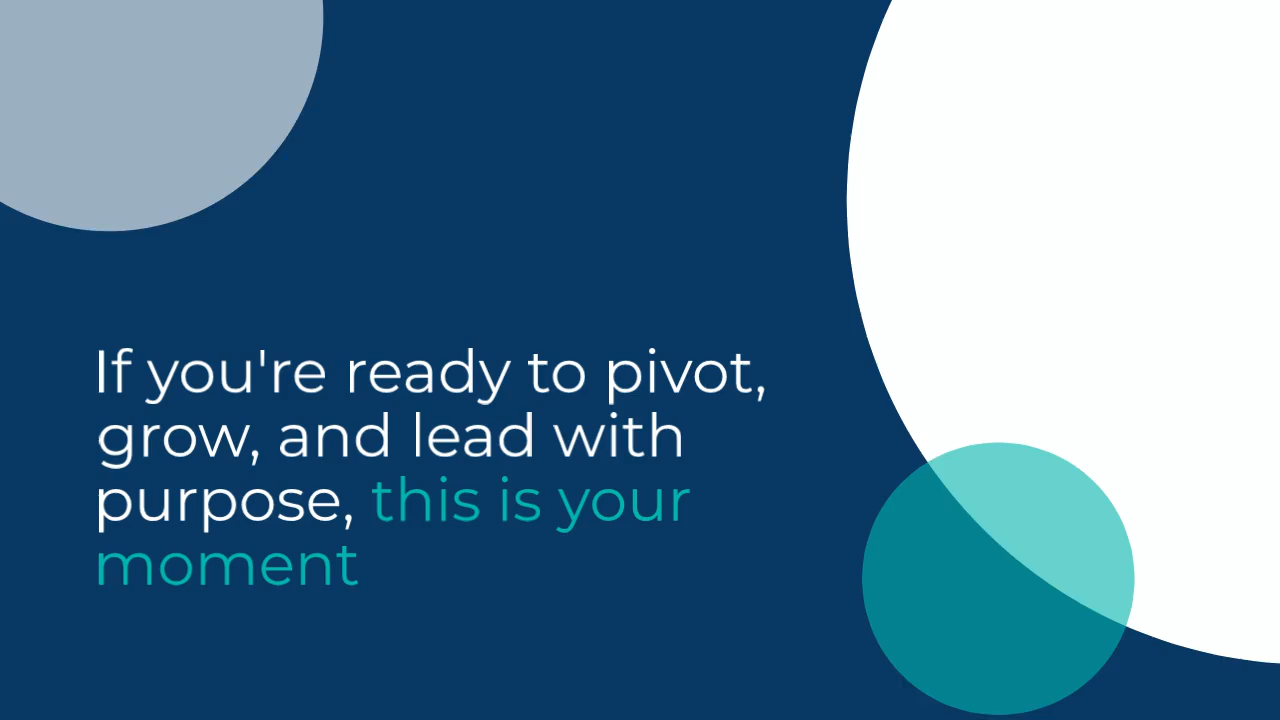 If you're ready to pivot,
grow, and lead with
purpose, this is your
moment